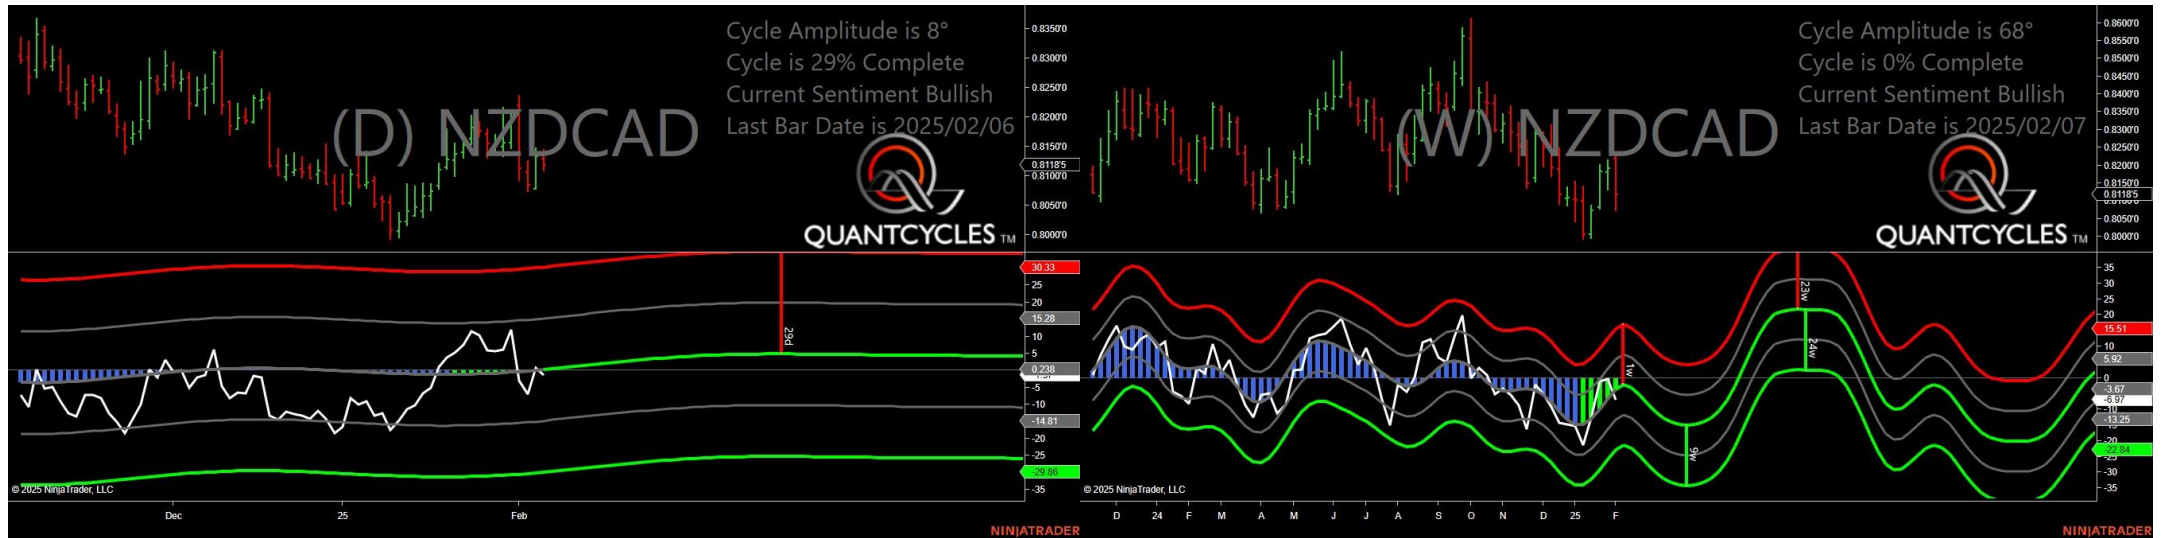 Cycle Amplitude is 8°
Cycle is 29% Complete
Current Sentiment Bullish
Last Bar Date is 2025/02/06
(D) NZDCAD
QUANTCYCLES TM
0.8350'0
0.8300'0
0.8250'0
0.8200'0
0.8150'0
0.8118'5
0.8100'0
0.8050'0
0.8000'0
30.33
25
20
15.28
10
5
0.238
-5
-10
-14.81
-20
-25
-29.86
-35
29d
© 2025 NinjaTrader, LLC
Dec
25
Feb
NINJATRADER
Cycle Amplitude is 68°
Cycle is 0% Complete
Current Sentiment Bullish
Last Bar Date is 2025/02/07
(W) NZDCAD
QUANTCYCLES TM
0.8600'0
0.8550'0
0.8500'0
0.8450'0
0.8400'0
0.8350'0
0.8300'0
0.8250'0
0.8200'0
0.8150'0
0.8118'5
0.8050'0
0.8000'0
35
30
25
20
15.51
10
5.92
0
-3.67
-6.97
-10
-13.25
-20
-22.84
-25
-30
-35
1w
9w
23w
24w
© 2025 NinjaTrader, LLC
D 24 F M A M J J A S O N D 25 F
NINJATRADER